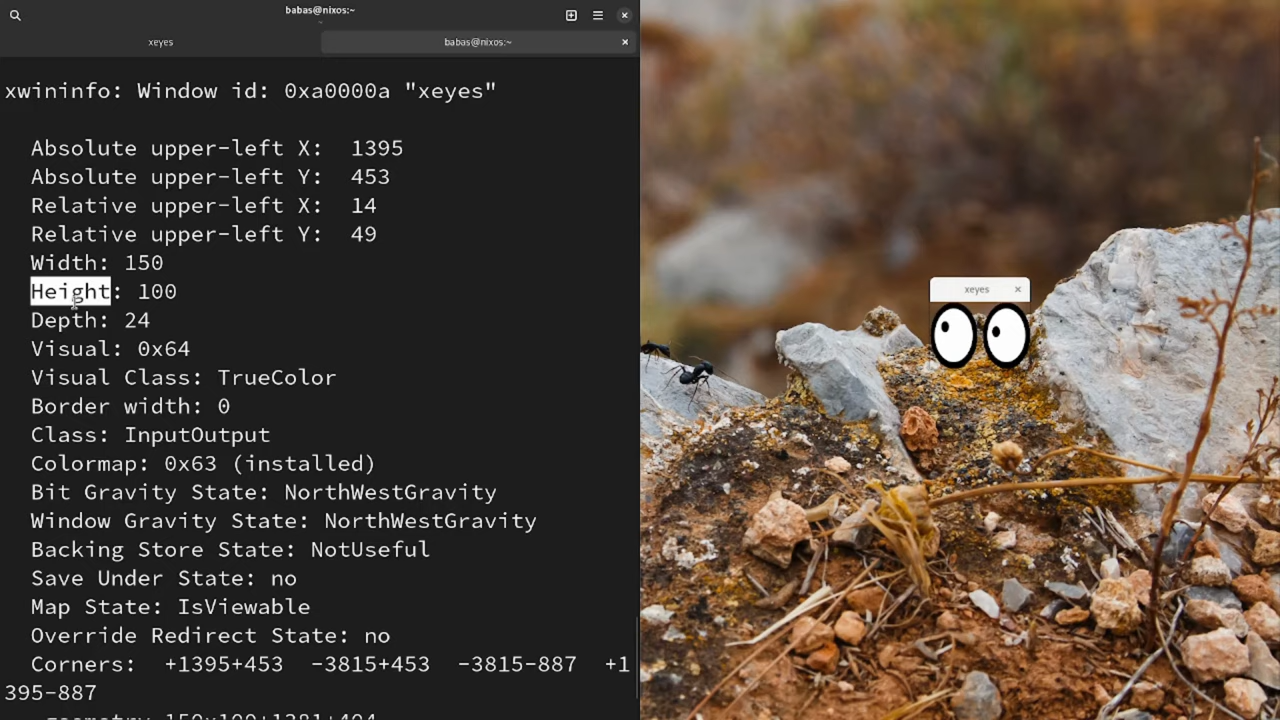 babas@nixos:~
~
xeyes
babas@nixos:~
xwininfo: Window id: 0xa0000a "xeyes"
Absolute upper-left X:  1395
Absolute upper-left Y:  453
Relative upper-left X:  14
Relative upper-left Y:  49
Width: 150
Height: 100
Depth: 24
Visual: 0x64
Visual Class: TrueColor
Border width: 0
Class: InputOutput
Colormap: 0x63 (installed)
Bit Gravity State: NorthWestGravity
Window Gravity State: NorthWestGravity
Backing Store State: NotUseful
Save Under State: no
Map State: IsViewable
Override Redirect State: no
Corners:  +1395+453  -3815+453  -3815-887  +1
395-887
-geometry 150x100+1381+404
xeyes